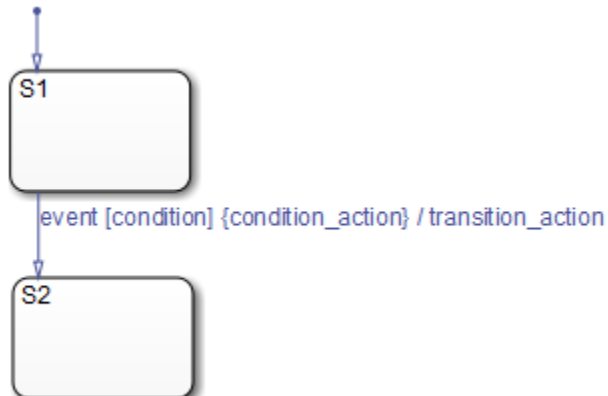 S1
event [condition] {condition_action} / transition_action
S2